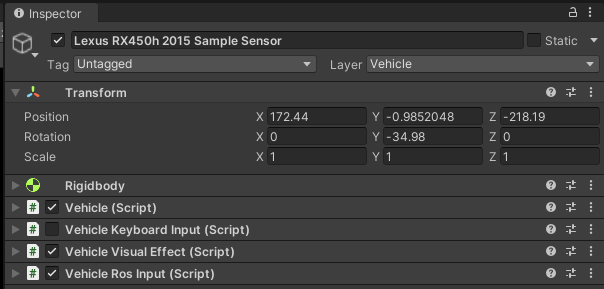 Inspector
Lexus RX450h 2015 Sample Sensor Static
Tag Untagged Layer Vehicle
Transform
Position X 172.44 Y -0.9852048 Z -218.19
Rotation X 0 Y -34.98 Z 0
Scale X 1 Y 1 Z 1
Rigidbody
# Vehicle (Script)
# Vehicle Keyboard Input (Script)
# Vehicle Visual Effect (Script)
# Vehicle Ros Input (Script)